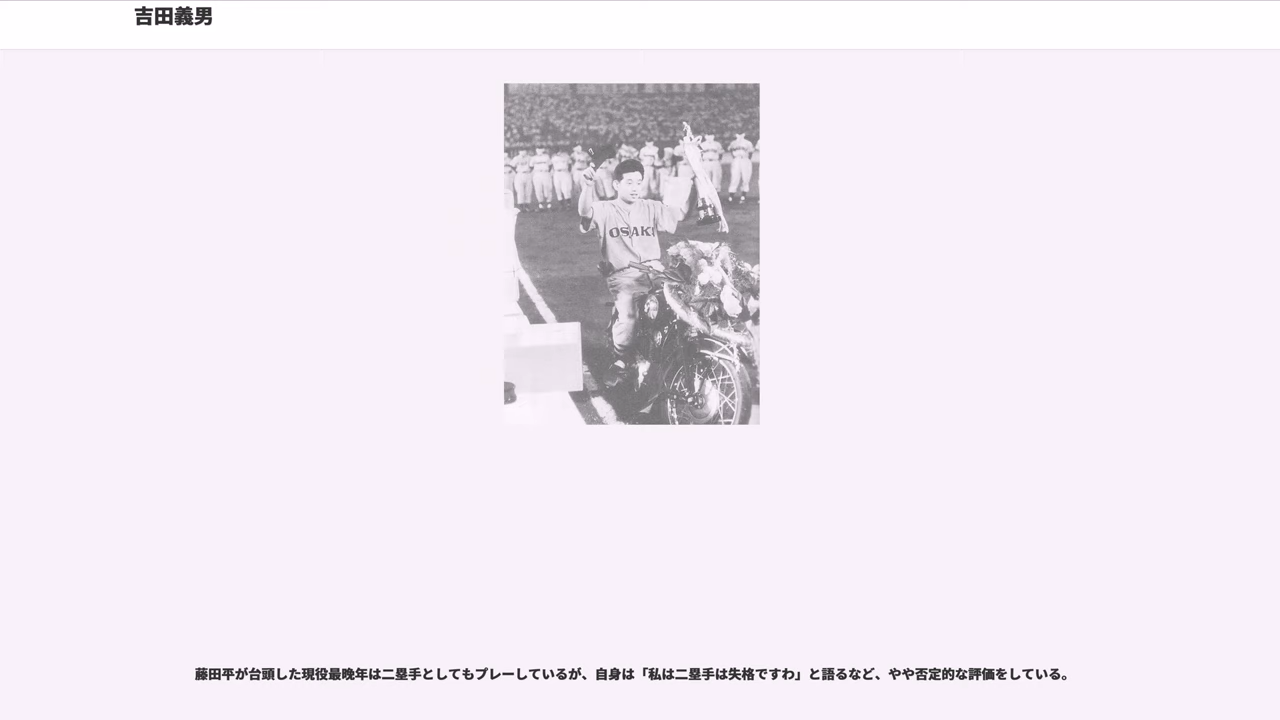 吉田義男
OSAKA
藤田平が台頭した現役最晩年は二塁手としてもプレーしているが、自身は「私は二塁手は失格ですわ」と語るなど、やや否定的な評価をしている。